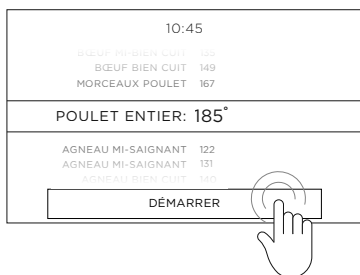 10:45
BŒUF MI-BIEN CUIT 135
BŒUF BIEN CUIT 149
MORCEAUX POULET 167
POULET ENTIER: 185°
AGNEAU MI-SAIGNANT 122
AGNEAU MI-SAIGNANT 131
AGNEAU BIEN CUIT 140
DÉMARRER